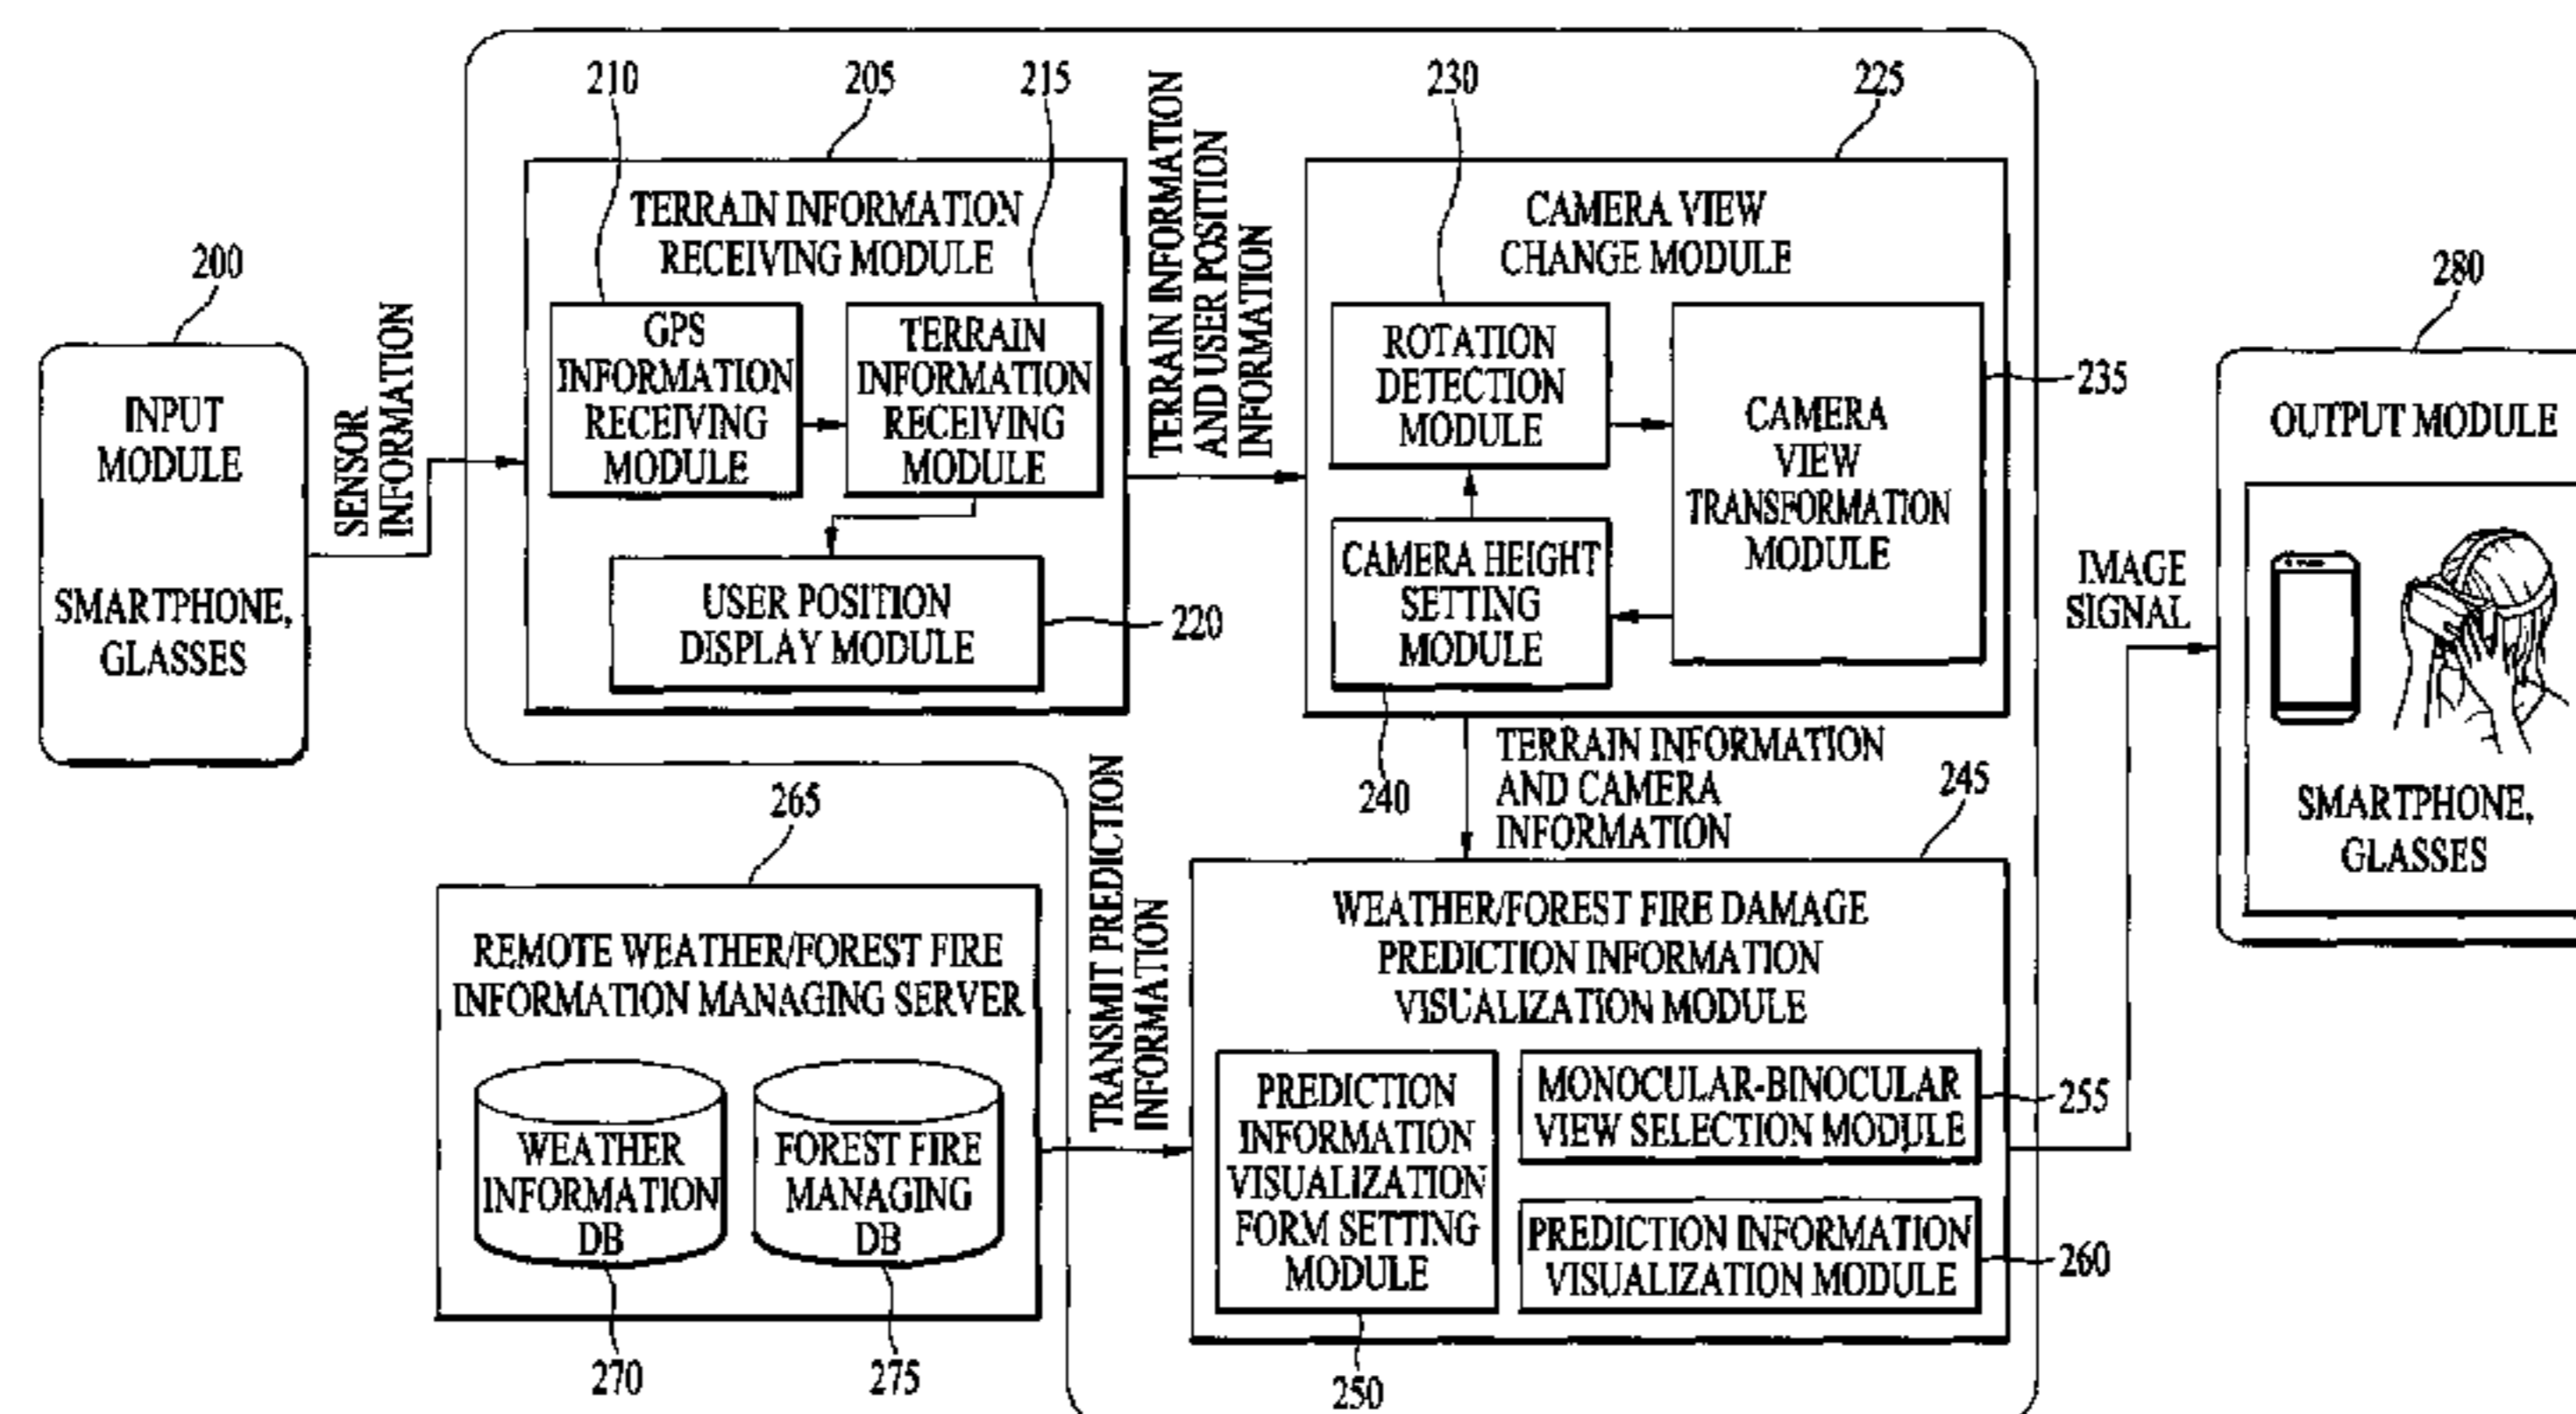 200
INPUT
MODULE
SMARTPHONE,
GLASSES
SENSOR
INFORMATION
210
205
215
TERRAIN INFORMATION
RECEIVING MODULE
GPS
INFORMATION
RECEIVING
MODULE
TERRAIN
INFORMATION
RECEIVING
MODULE
USER POSITION
DISPLAY MODULE
220
TERRAIN INFORMATION
AND USER POSITION
INFORMATION
230
225
CAMERA VIEW
CHANGE MODULE
ROTATION
DETECTION
MODULE
CAMERA
VIEW
TRANSFORMATION
MODULE
235
CAMERA HEIGHT
SETTING
MODULE
240
TERRAIN INFORMATION
AND CAMERA
INFORMATION
245
265
REMOTE WEATHER/FOREST FIRE
INFORMATION MANAGING SERVER
WEATHER
INFORMATION
DB
FOREST FIRE
MANAGING
DB
270
275
TRANSMIT PREDICTION
INFORMATION
WEATHER/FOREST FIRE DAMAGE
PREDICTION INFORMATION
VISUALIZATION MODULE
PREDICTION
INFORMATION
VISUALIZATION
FORM SETTING
MODULE
250
MONOCULAR-BINOCULAR
VIEW SELECTION MODULE
255
PREDICTION INFORMATION
VISUALIZATION MODULE
260
IMAGE
SIGNAL
280
OUTPUT MODULE
SMARTPHONE,
GLASSES